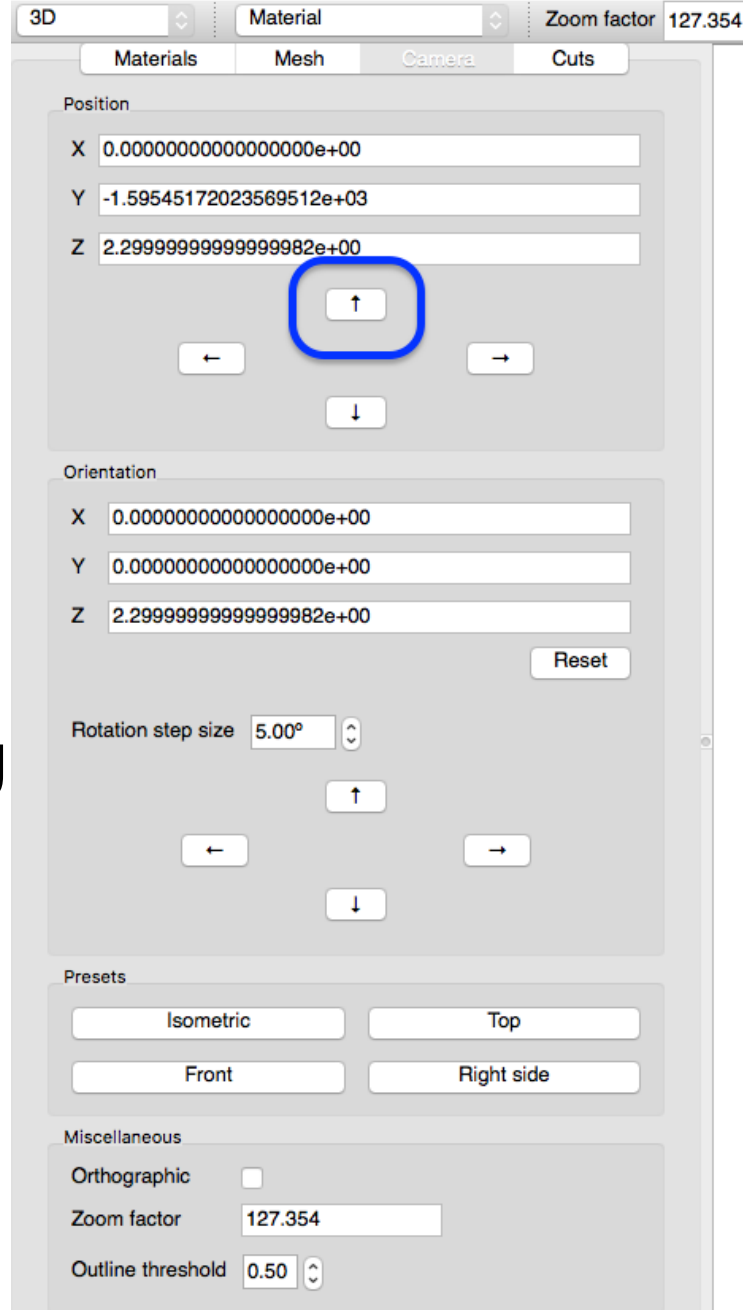 3D Material Zoom factor 127.354
Materials Mesh Camera Cuts
Position
X 0.00000000000000000e+00
Y -1.59545172023569512e+03
Z 2.29999999999999982e+00
↑
← →
↓
Orientation
X 0.00000000000000000e+00
Y 0.00000000000000000e+00
Z 2.29999999999999982e+00
Reset
Rotation step size 5.00º
↑
← →
↓
Presets
Isometric Top
Front Right side
Miscellaneous
Orthographic
Zoom factor 127.354
Outline threshold 0.50